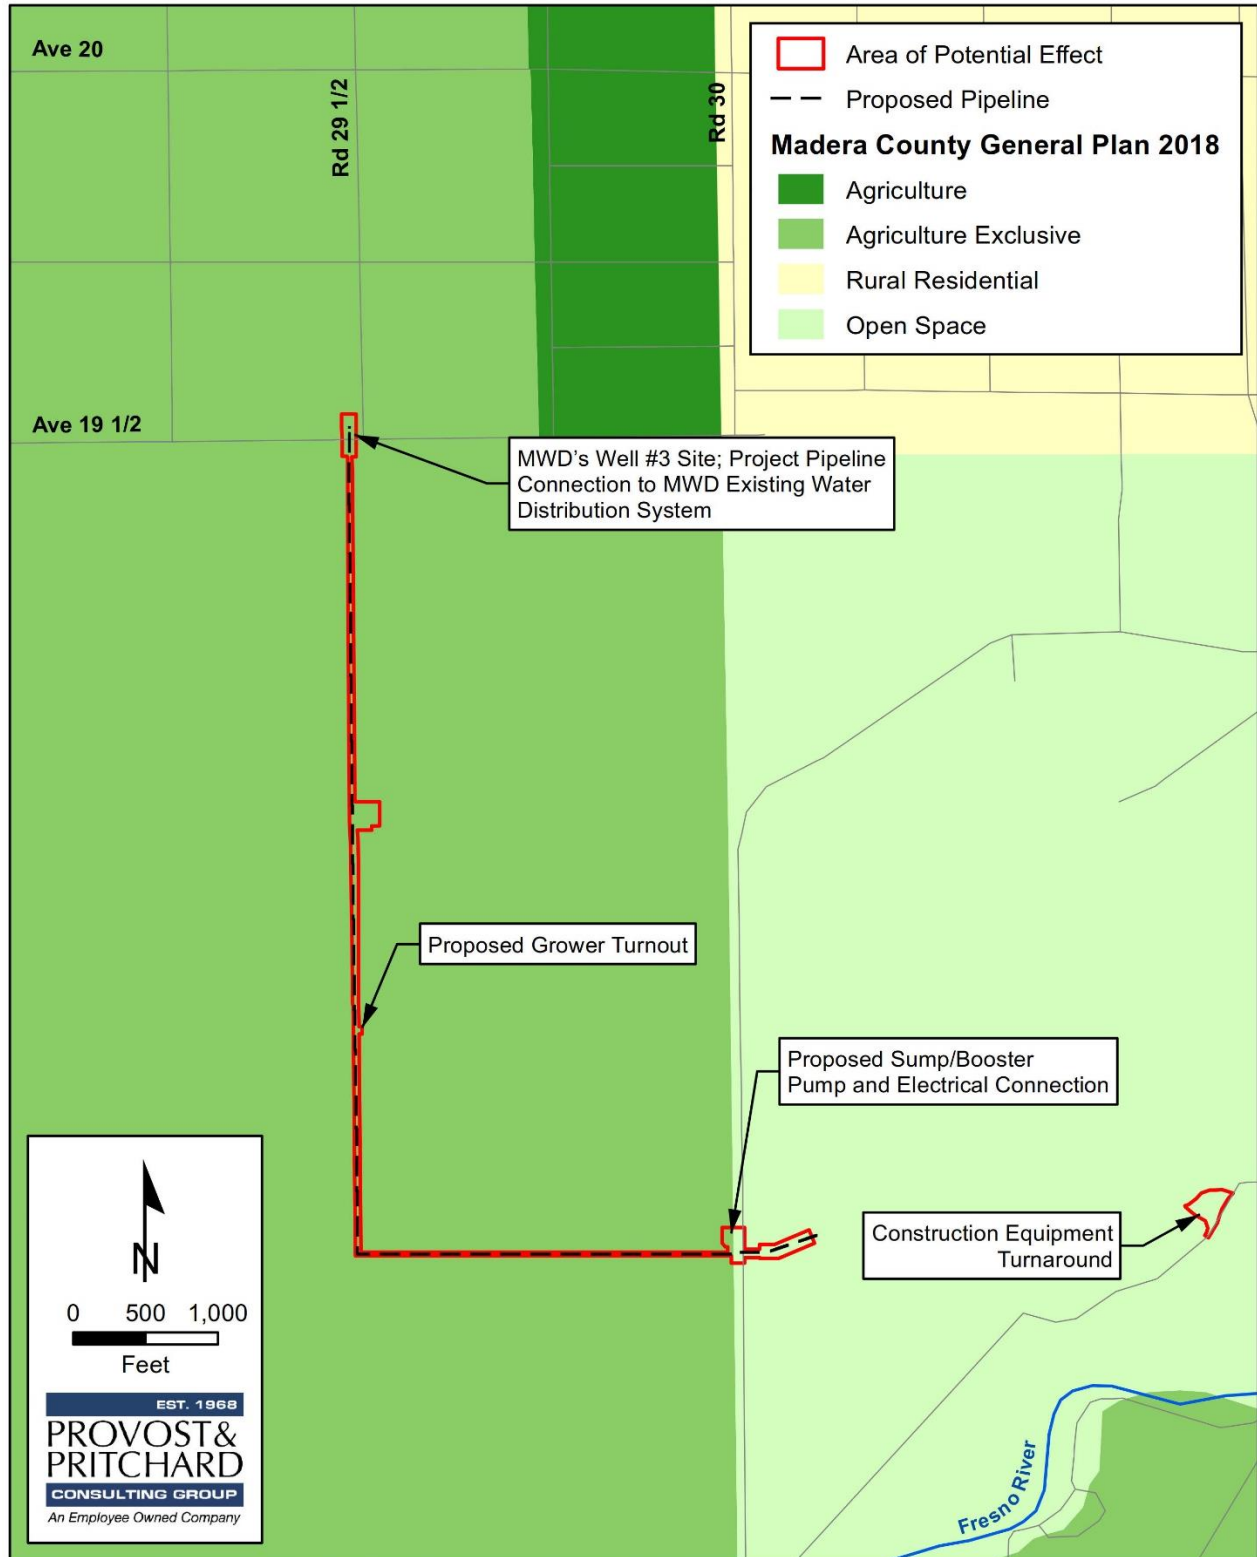 Ave 20
Rd 29 1/2
Rd 30
Area of Potential Effect
Proposed Pipeline
Madera County General Plan 2018
Agriculture
Agriculture Exclusive
Rural Residential
Open Space
Ave 19 1/2
MWD's Well #3 Site; Project Pipeline
Connection to MWD Existing Water
Distribution System
Proposed Grower Turnout
Proposed Sump/Booster
Pump and Electrical Connection
Construction Equipment
Turnaround
Fresno River
N
0 500 1,000
Feet
EST. 1968
PROVOST&
PRITCHARD
CONSULTING GROUP
An Employee Owned Company